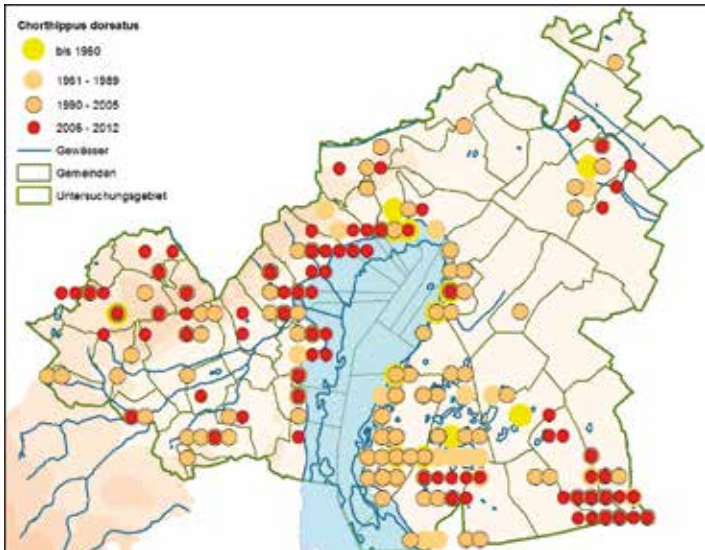 Chorthippus dorsatus
bis 1960
1961 - 1989
1990 - 2005
2006 - 2012
Gewässer
Gemeinden
Untersuchungsgebiet